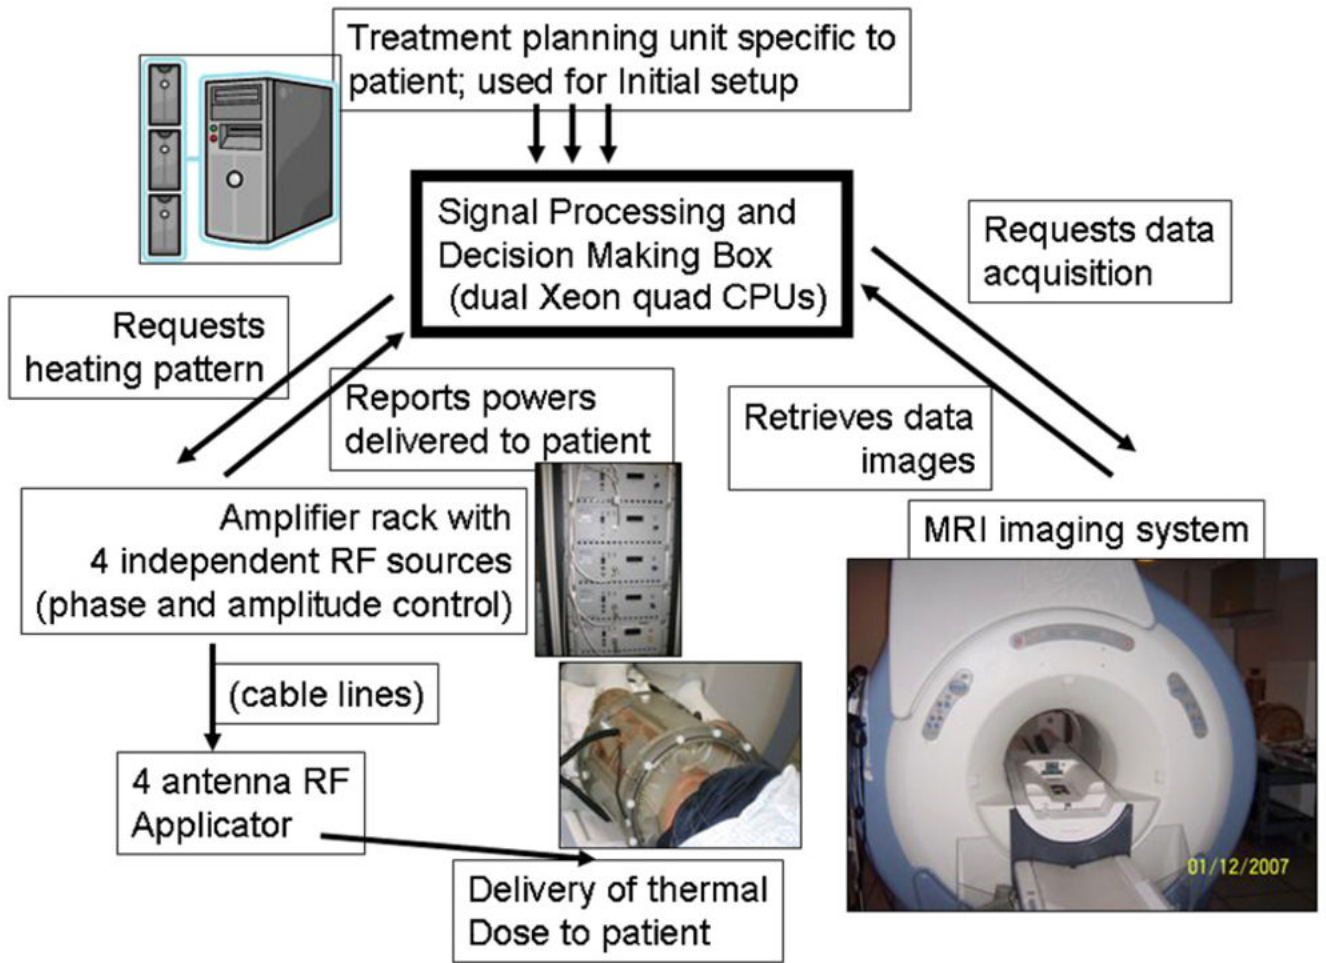 Treatment planning unit specific to
patient; used for Initial setup
Signal Processing and
Decision Making Box
(dual Xeon quad CPUs)
Requests data
acquisition
Requests
heating pattern
Reports powers
delivered to patient
Retrieves data
images
Amplifier rack with
4 independent RF sources
(phase and amplitude control)
MRI imaging system
(cable lines)
4 antenna RF
Applicator
01/12/2007
Delivery of thermal
Dose to patient